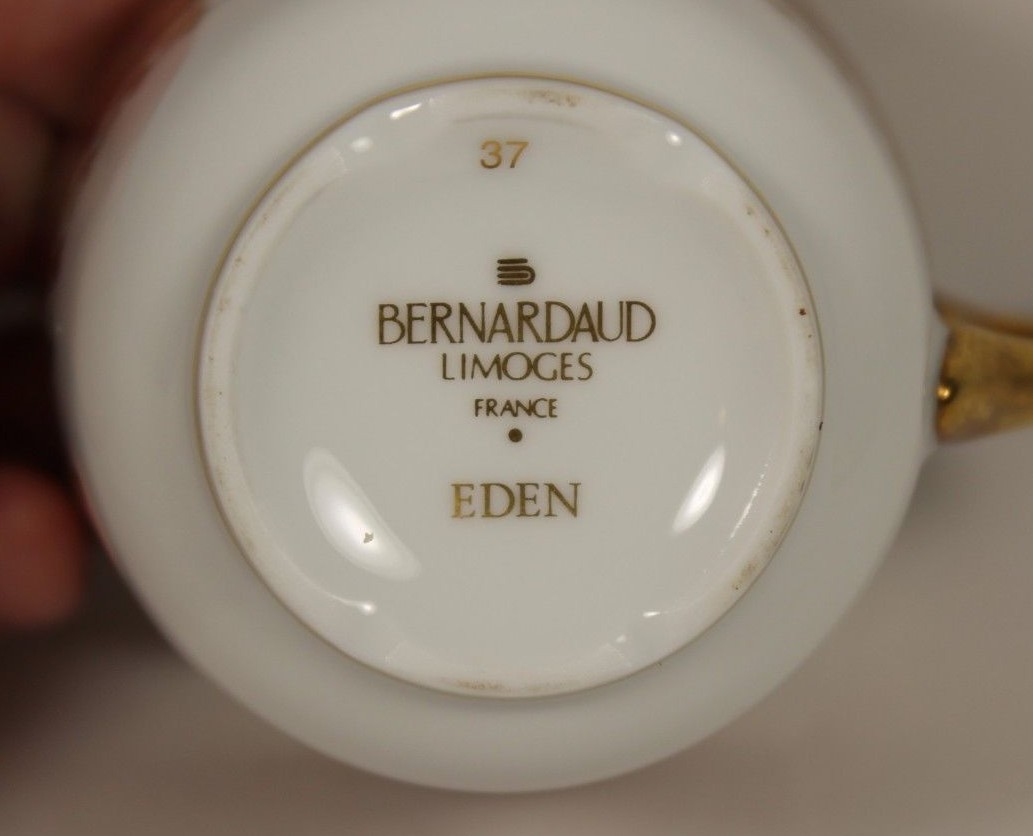 37
BERNARDAUD
LIMOGES
FRANCE
EDEN